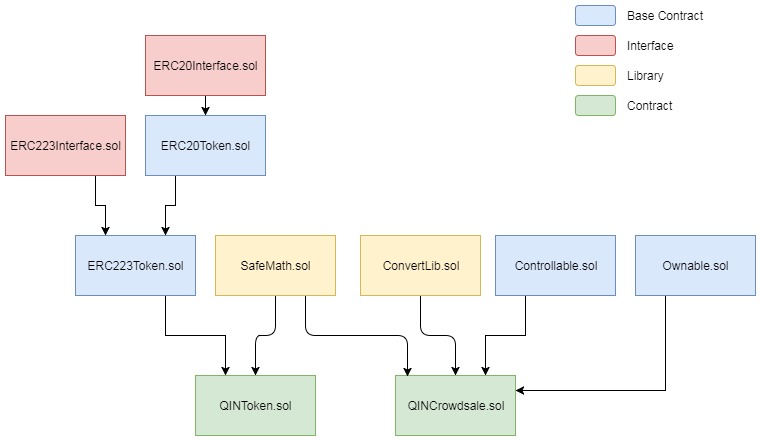 Base Contract
Interface
Library
Contract
ERC20Interface.sol
ERC223Interface.sol
ERC20Token.sol
ERC223Token.sol
SafeMath.sol
ConvertLib.sol
Controllable.sol
Ownable.sol
QINToken.sol
QINCrowdsale.sol